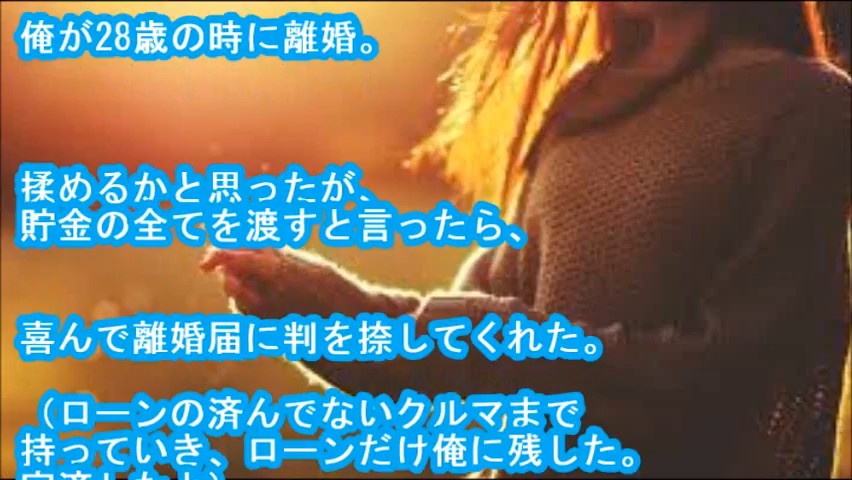 俺が28歳の時に離婚。
揉めるかと思ったが、
貯金の全てを渡すと言ったら、
喜んで離婚届に判を捺してくれた。
（ローンの済んでないクルマまで
持っていき、ローンだけ俺に残した。